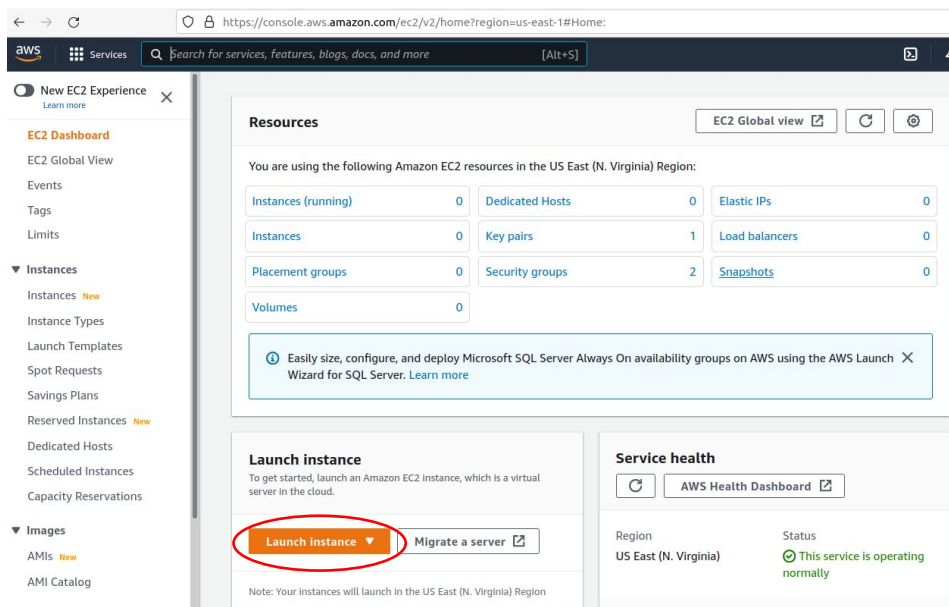 https://console.aws.amazon.com/ec2/v2/home?region=us-east-1#Home:
aws
Services
Search for services, features, blogs, docs, and more
[Alt+S]
New EC2 Experience
Learn more
EC2 Dashboard
EC2 Global View
Events
Tags
Limits
Instances
Instances New
Instance Types
Launch Templates
Spot Requests
Savings Plans
Reserved Instances New
Dedicated Hosts
Scheduled Instances
Capacity Reservations
Images
AMIs New
AMI Catalog
Resources
EC2 Global view
You are using the following Amazon EC2 resources in the US East (N. Virginia) Region:
Instances (running) 0
Dedicated Hosts 0
Elastic IPs 0
Instances 0
Key pairs 1
Load balancers 0
Placement groups 0
Security groups 2
Snapshots 0
Volumes 0
Easily size, configure, and deploy Microsoft SQL Server Always On availability groups on AWS using the AWS Launch
Wizard for SQL Server. Learn more
Launch instance
To get started, launch an Amazon EC2 instance, which is a virtual
server in the cloud.
Launch instance
Migrate a server
Note: Your instances will launch in the US East (N. Virginia) Region
Service health
AWS Health Dashboard
Region
US East (N. Virginia)
Status
This service is operating
normally